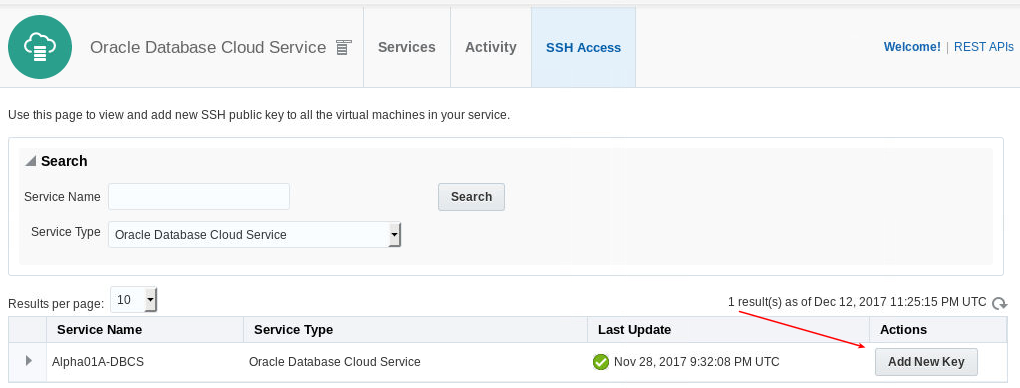 Oracle Database Cloud Service Services Activity SSH Access Welcome! | REST APIs
Use this page to view and add new SSH public key to all the virtual machines in your service.
Search
Service Name Search
Service Type Oracle Database Cloud Service
Results per page: 10 1 result(s) as of Dec 12, 2017 11:25:15 PM UTC
Service Name Service Type Last Update Actions
Alpha01A-DBCS Oracle Database Cloud Service Nov 28, 2017 9:32:08 PM UTC Add New Key